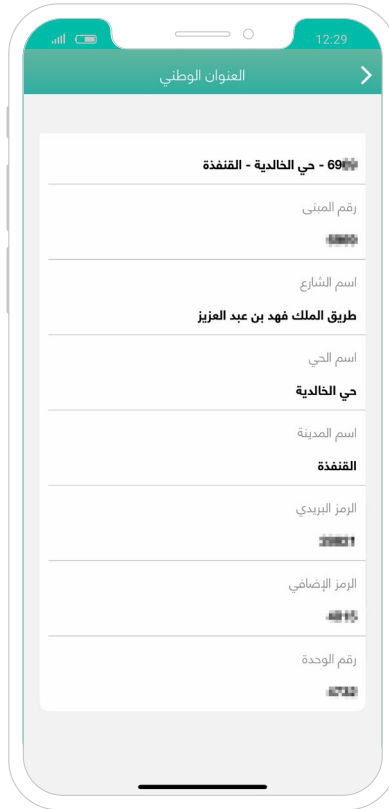 12:29
العنوان الوطني
حي الخالدية - القنفذة
رقم المبنى
اسم الشارع
طريق الملك فهد بن عبد العزيز
اسم الحي
حي الخالدية
اسم المدينة
القنفذة
الرمز البريدي
الرمز الإضافي
رقم الوحدة